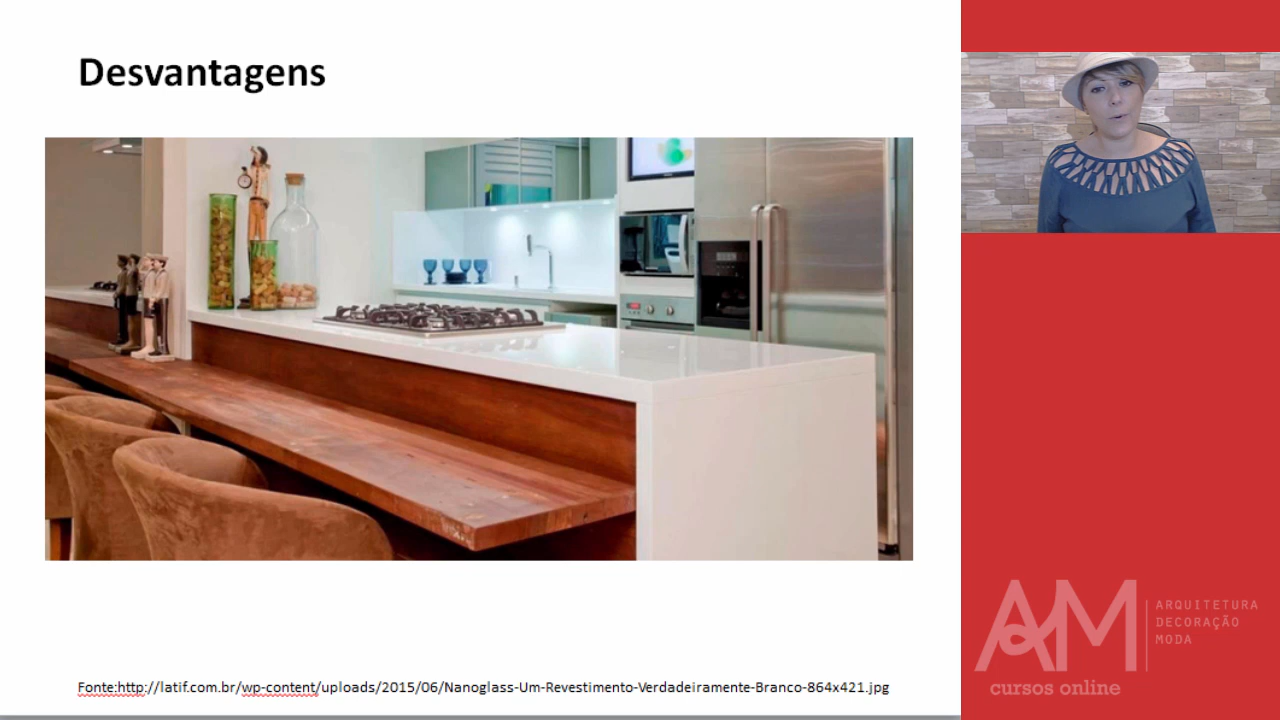 Desvantagens
Fonte:http://latif.com.br/wp-content/uploads/2015/06/Nanoglass-Um-Revestimento-Verdadeiramente-Branco-864x421.jpg
AM
ARQUITETURA
DECORAÇÃO
MODA
cursos online